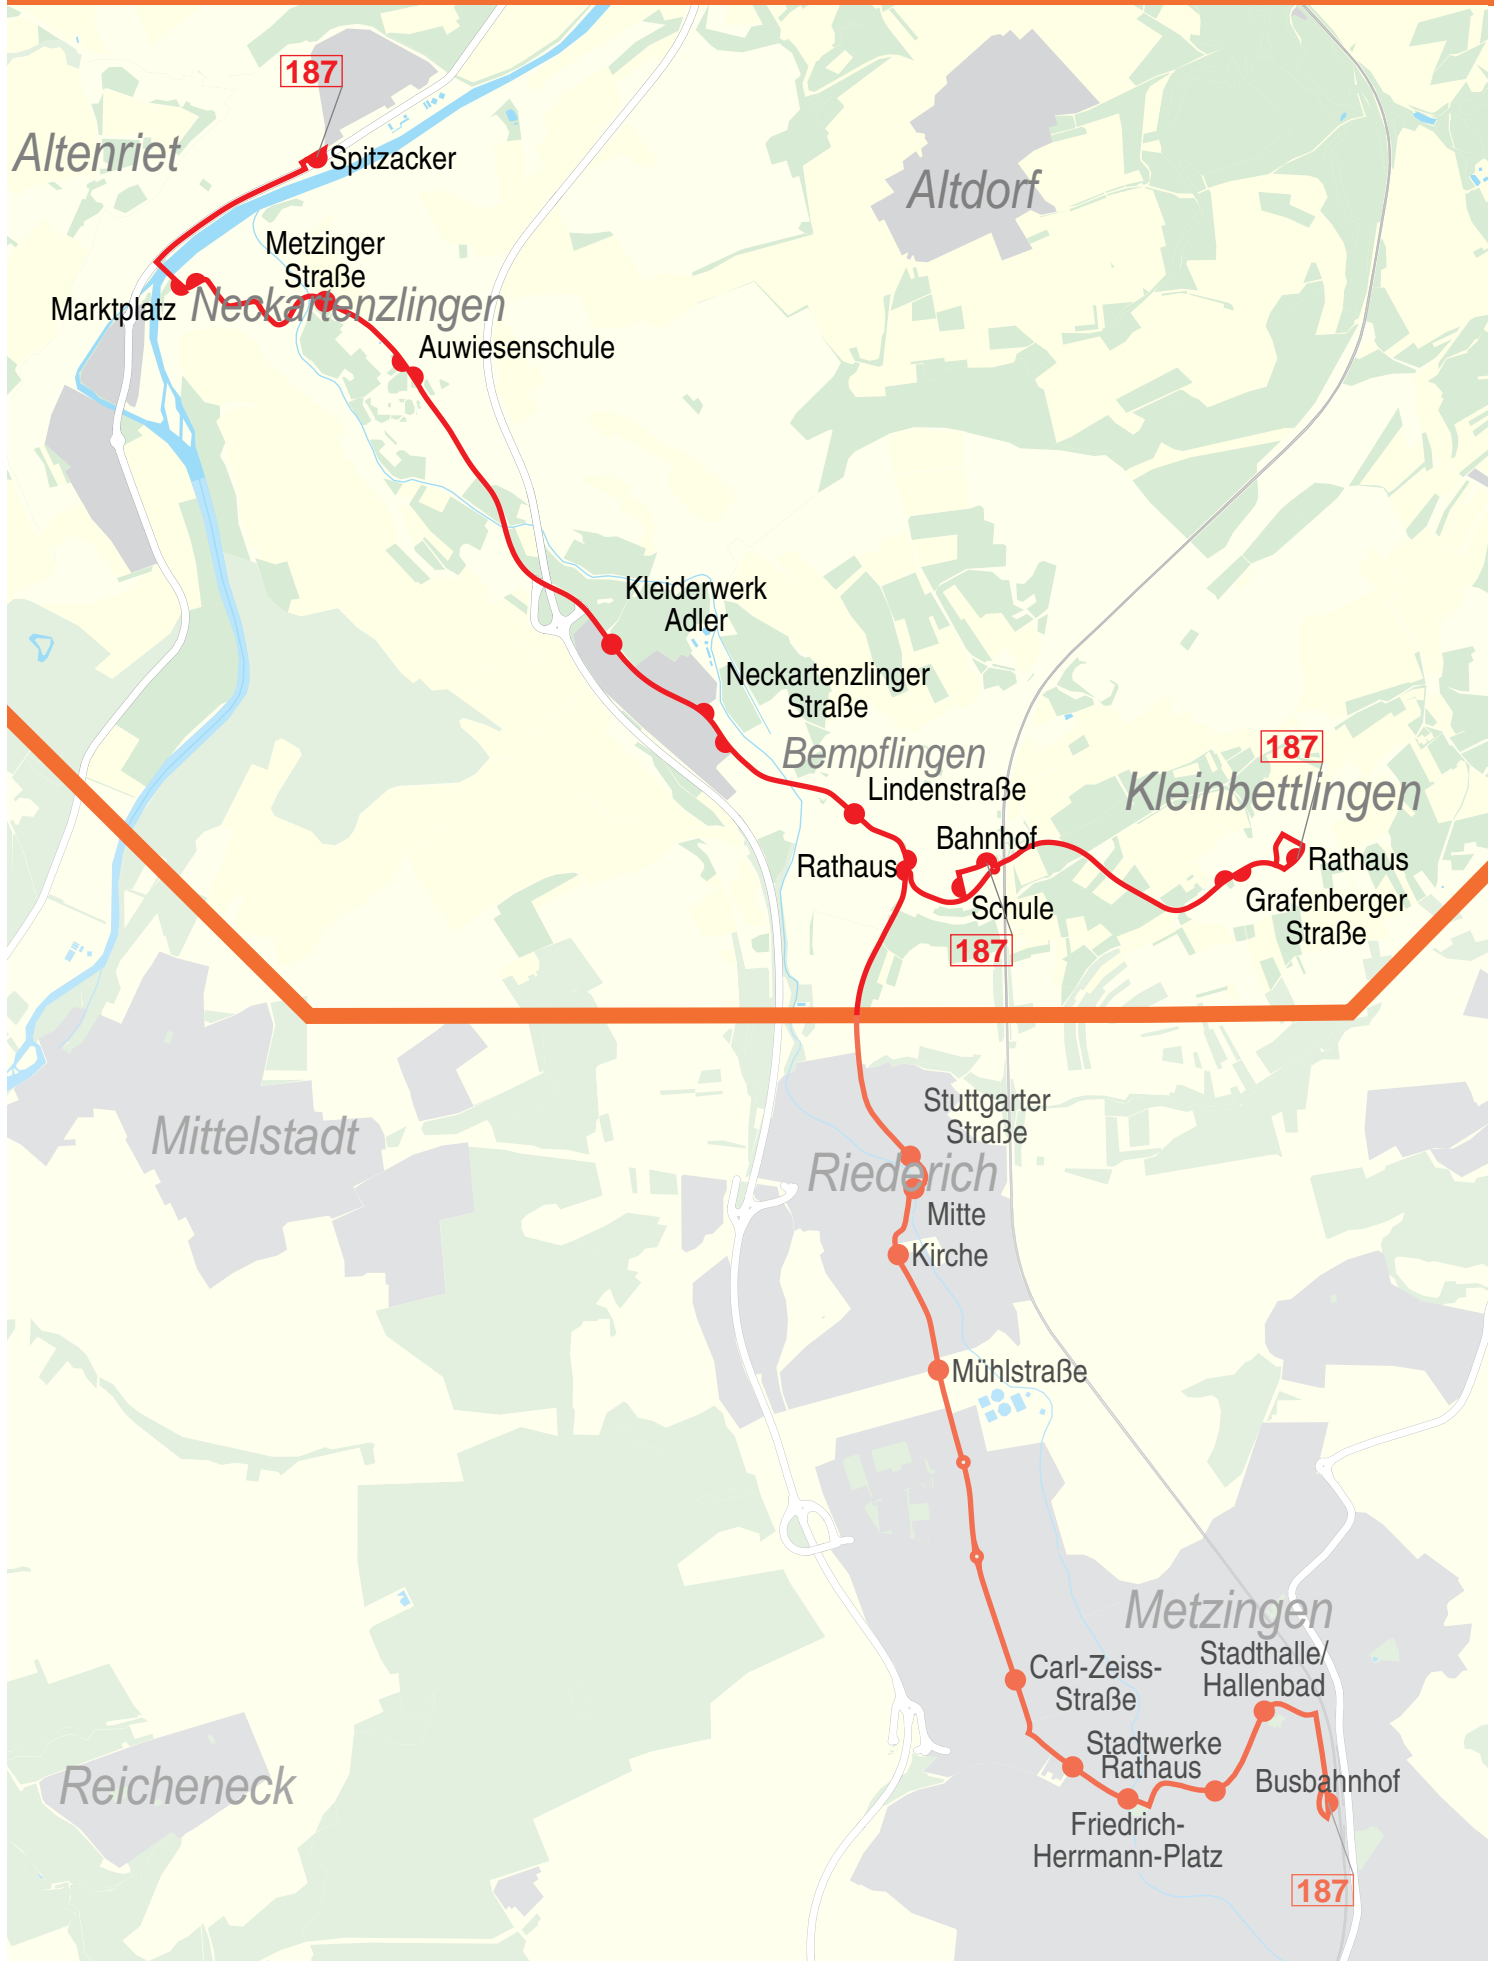 187
Altenriet
Spitzacker
Altdorf
Metzinger
Straße
Marktplatz
Neckartenzlingen
Auwiesenschule
Kleiderwerk
Adler
Neckartenzlinger
Straße
Bempflingen
187
Kleinbettlingen
Lindenstraße
Bahnhof
Rathaus
Rathaus
Schule
Grafenberger
Straße
187
Stuttgarter
Straße
Mittelstadt
Riederich
Mitte
Kirche
Mühlstraße
Metzingen
Stadthalle/
Hallenbad
Carl-Zeiss-
Straße
Stadtwerke
Rathaus
Busbahnhof
Reicheneck
Friedrich-
Herrmann-Platz
187